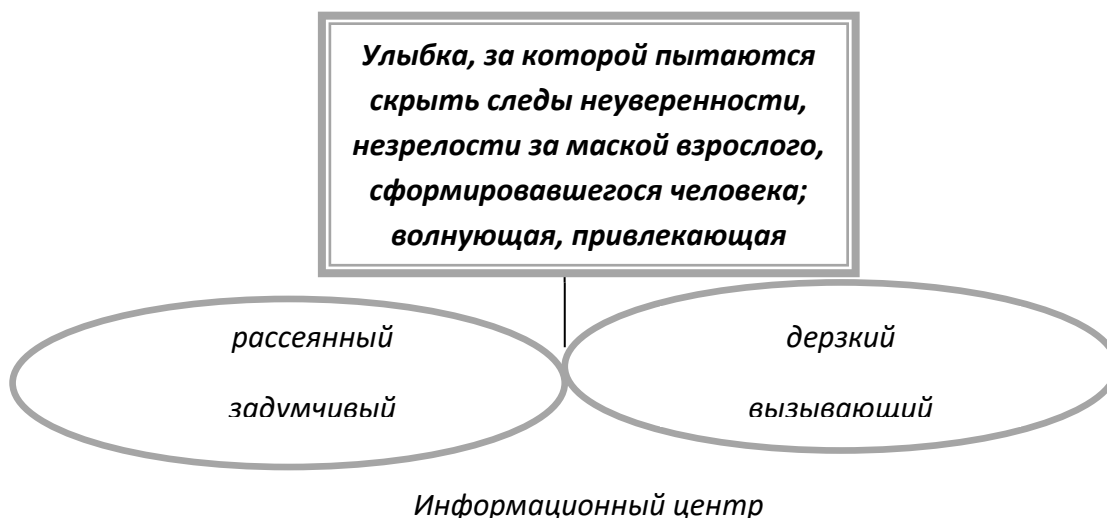 Улыбка, за которой пытаются
скрыть следы неуверенности,
незрелости за маской взрослого,
сформировавшегося человека;
волнующая, привлекающая
рассеянный
задумчивый
дерзкий
вызывающий
Информационный центр